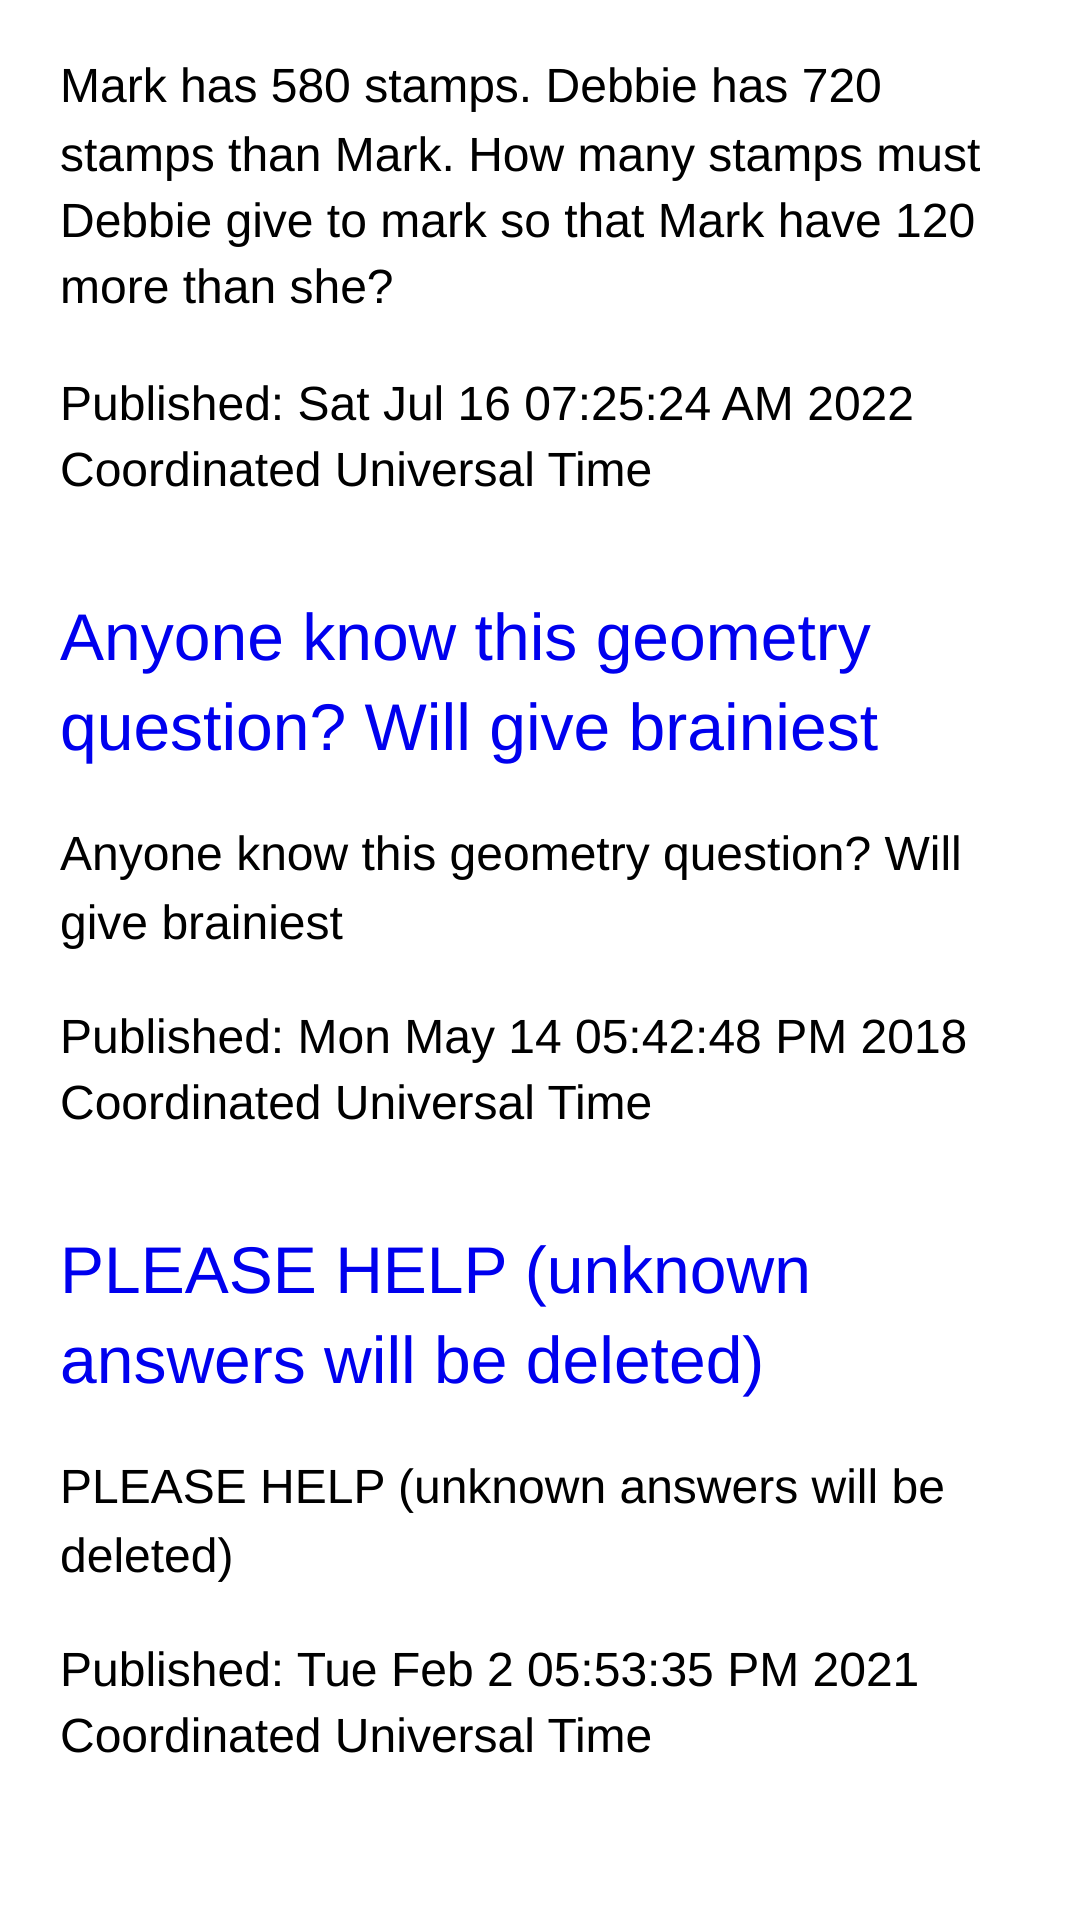 Mark has 580 stamps. Debbie has 720
stamps than Mark. How many stamps must
Debbie give to mark so that Mark have 120
more than she?
Published: Sat Jul 16 07:25:24 AM 2022
Coordinated Universal Time
Anyone know this geometry
question? Will give brainiest
Anyone know this geometry question? Will
give brainiest
Published: Mon May 14 05:42:48 PM 2018
Coordinated Universal Time
PLEASE HELP (unknown
answers will be deleted)
PLEASE HELP (unknown answers will be
deleted)
Published: Tue Feb 2 05:53:35 PM 2021
Coordinated Universal Time